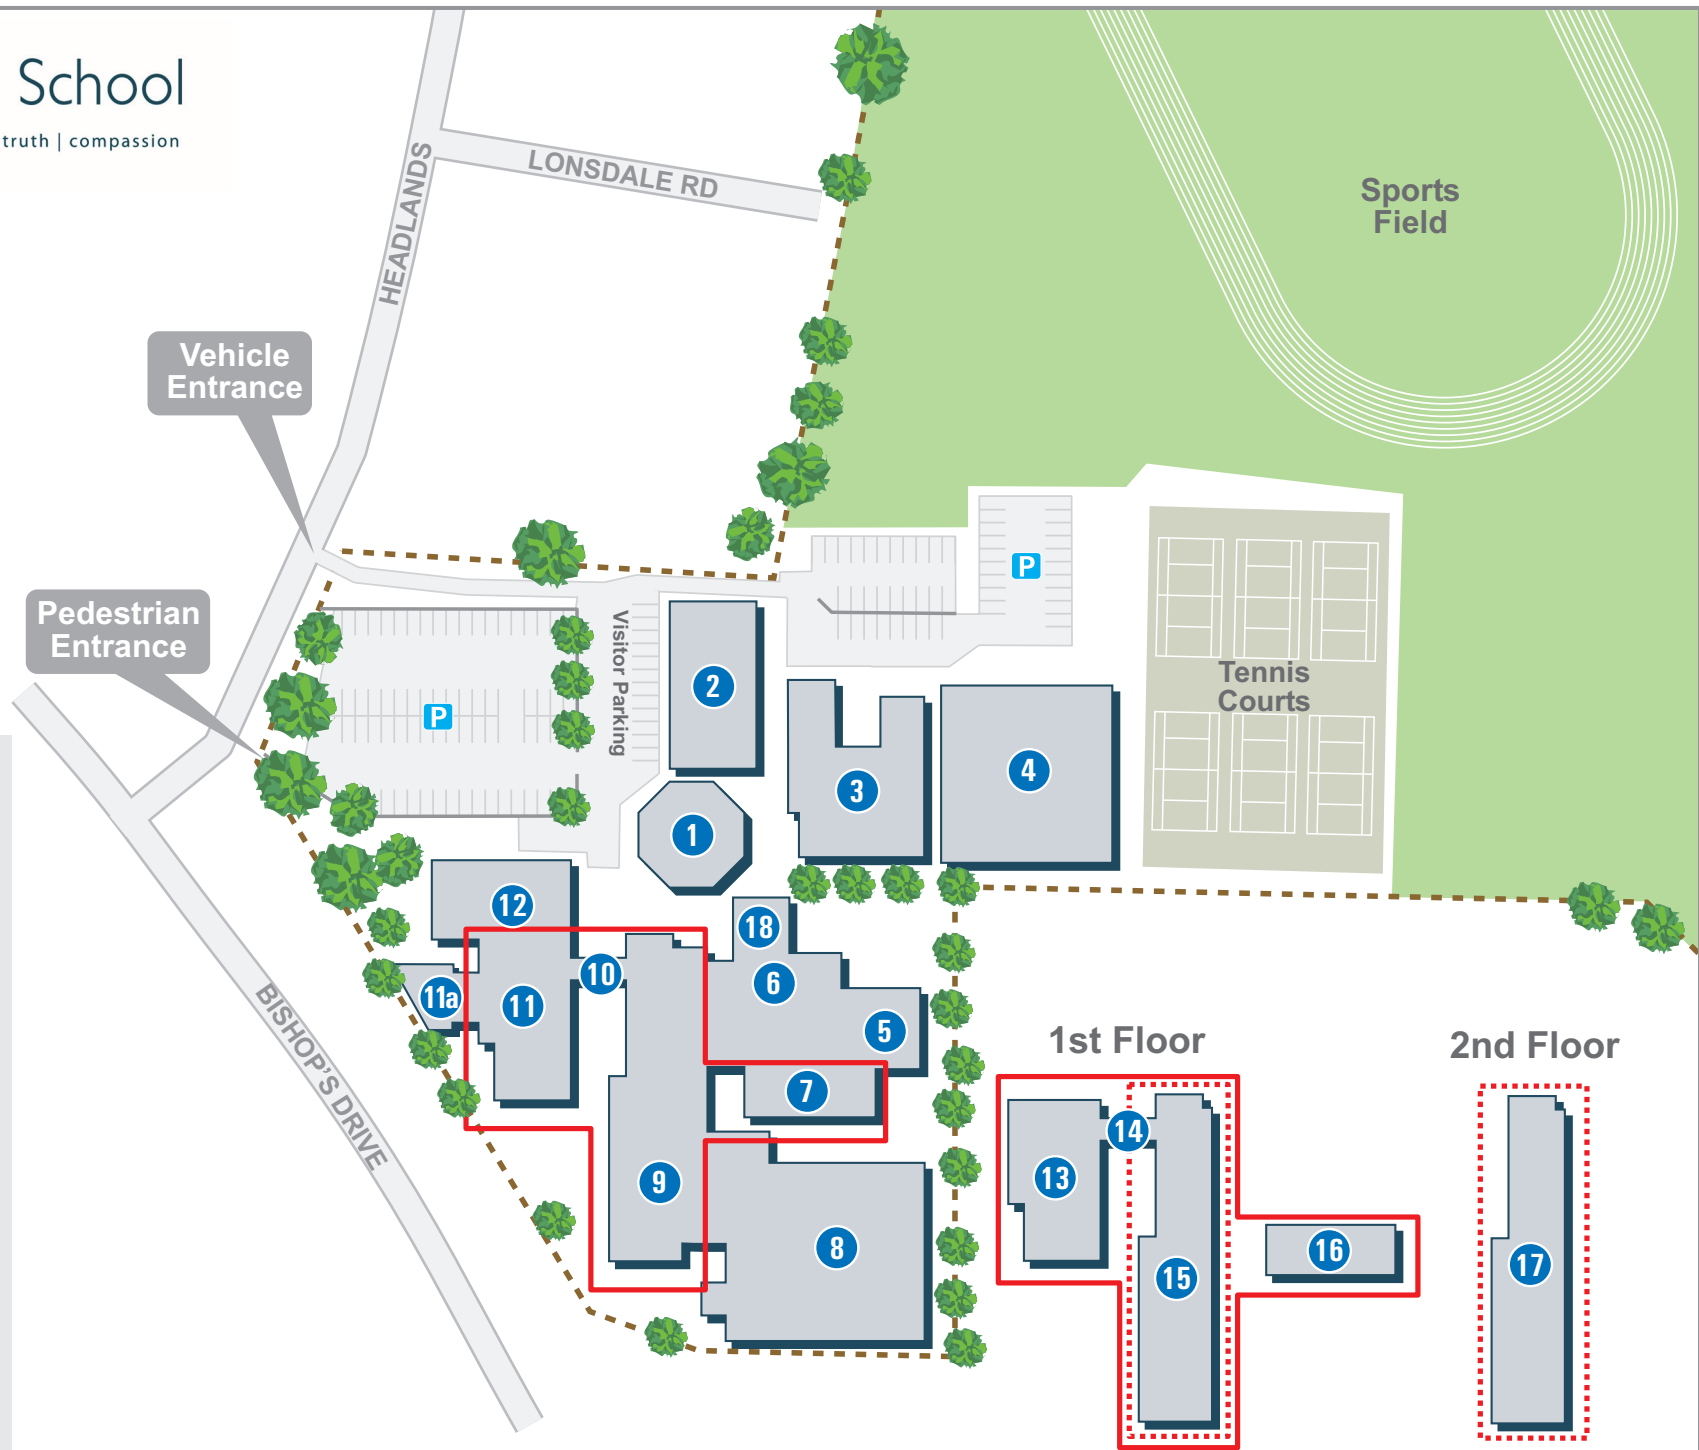 School
truth | compassion
HEADLANDS
LONSDALE RD
Sports
Field
Vehicle
Entrance
Pedestrian
Entrance
P
Visitor Parking
P
Tennis
Courts
2
3
4
1
12
18
10
6
11a
11
5
7
9
8
BISHOP'S DRIVE
1st Floor
2nd Floor
14
13
15
16
17